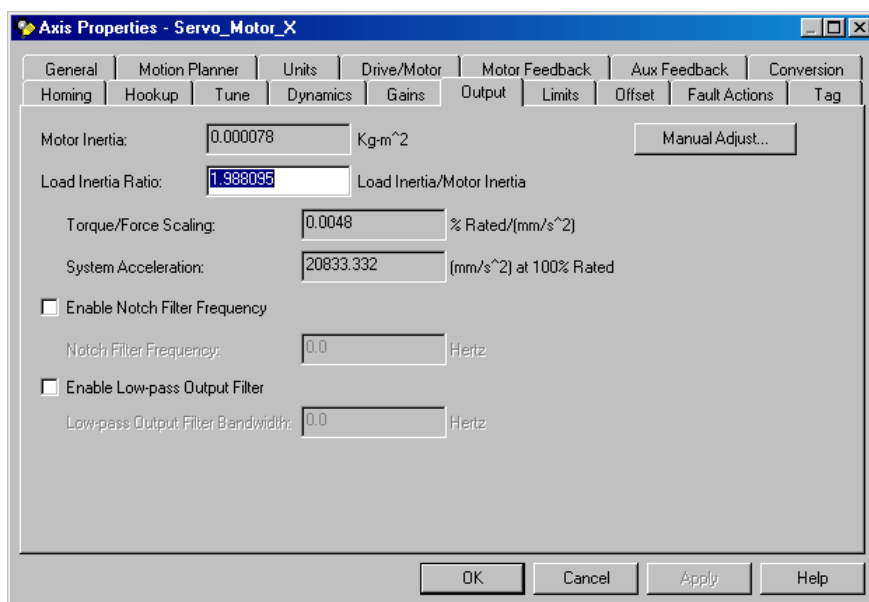 Axis Properties - Servo_Motor_X
General Motion Planner Units Drive/Motor Motor Feedback Aux Feedback Conversion
Homing Hookup Tune Dynamics Gains Output Limits Offset Fault Actions Tag
Motor Inertia: 0.000078 Kg-m^2 Manual Adjust...
Load Inertia Ratio: 1.988095 Load Inertia/Motor Inertia
Torque/Force Scaling: 0.0048 % Rated/(mm/s^2)
System Acceleration: 20833.332 (mm/s^2) at 100% Rated
Enable Notch Filter Frequency
Notch Filter Frequency: 0.0 Hertz
Enable Low-pass Output Filter
Low-pass Output Filter Bandwidth: 0.0 Hertz
OK Cancel Apply Help